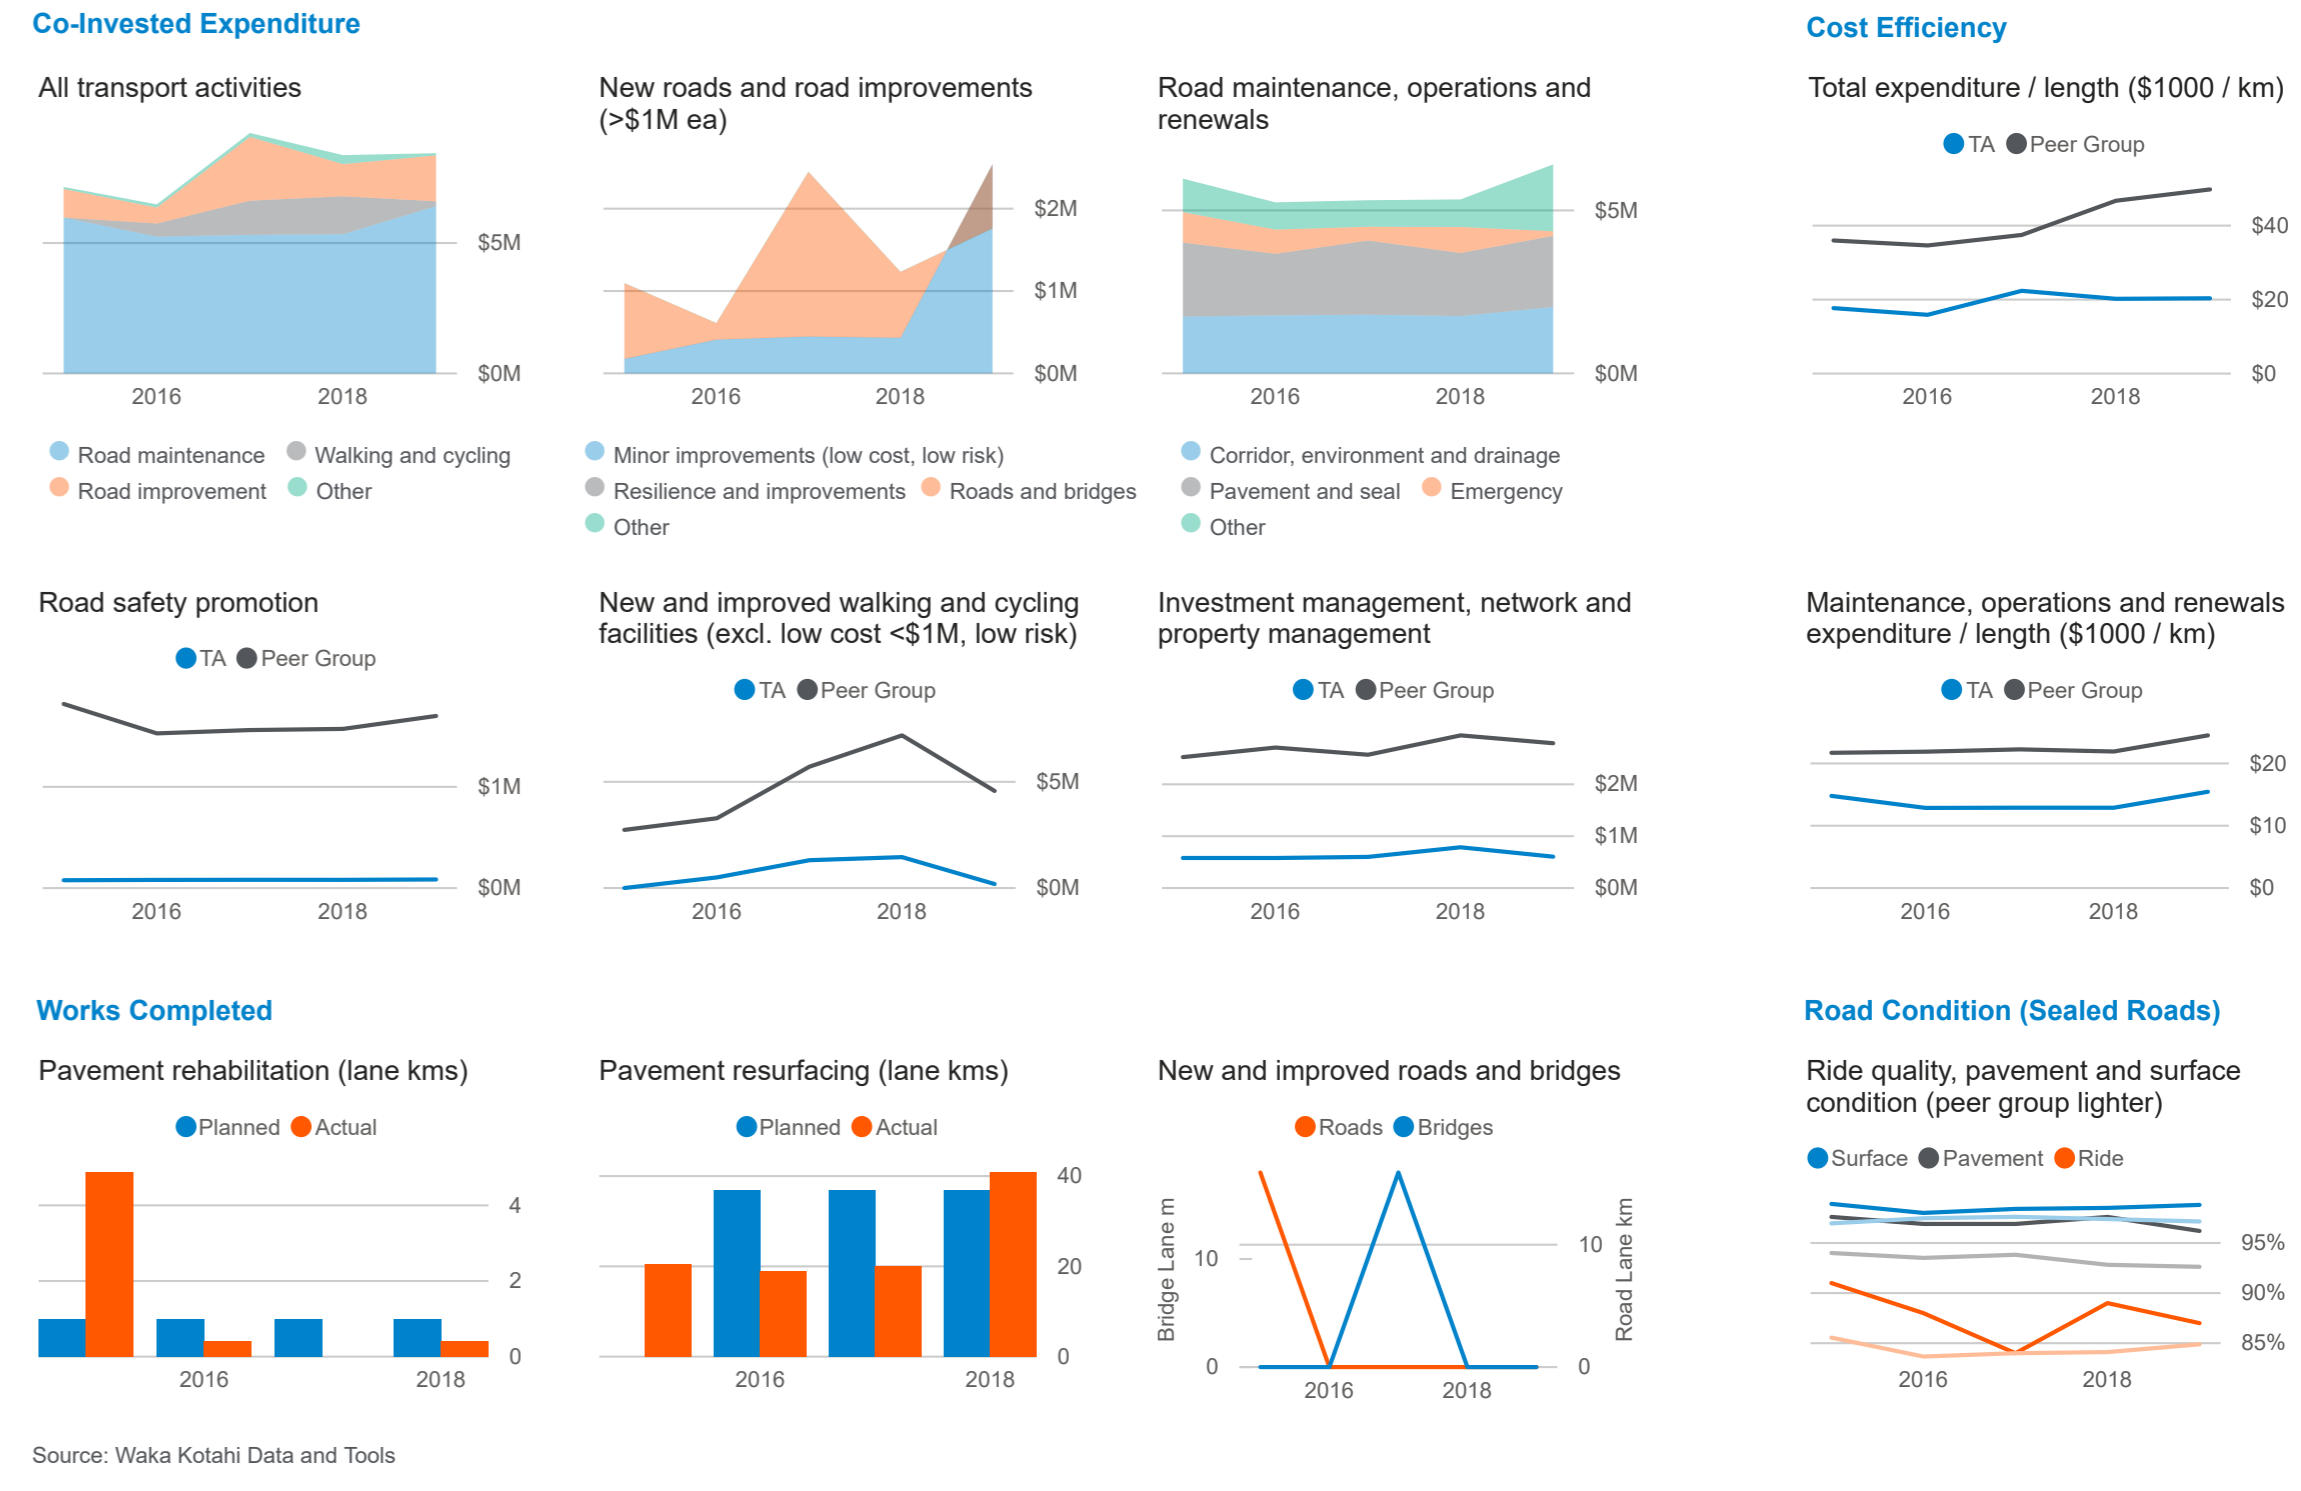 Co-Invested Expenditure
All transport activities
$5M
$0M
2016 2018
Road maintenance Walking and cycling
Road improvement Other
New roads and road improvements
(>$1M ea)
$2M
$1M
$0M
2016 2018
Minor improvements (low cost, low risk)
Resilience and improvements Roads and bridges
Other
Road maintenance, operations and
renewals
$5M
$0M
2016 2018
Corridor, environment and drainage
Pavement and seal Emergency
Other
Cost Efficiency
Total expenditure / length ($1000 / km)
TA Peer Group
$40
$20
$0
2016 2018
Road safety promotion
TA Peer Group
$1M
$0M
2016 2018
New and improved walking and cycling
facilities (excl. low cost <$1M, low risk)
TA Peer Group
$5M
$0M
2016 2018
Investment management, network and
property management
TA Peer Group
$2M
$1M
$0M
2016 2018
Maintenance, operations and renewals
expenditure / length ($1000 / km)
TA Peer Group
$20
$10
$0
2016 2018
Works Completed
Pavement rehabilitation (lane kms)
Planned Actual
4
2
0
2016 2018
Pavement resurfacing (lane kms)
Planned Actual
40
20
0
2016 2018
New and improved roads and bridges
Roads Bridges
Bridge Lane m
10
0
10
0
Road Lane km
2016 2018
Road Condition (Sealed Roads)
Ride quality, pavement and surface
condition (peer group lighter)
Surface Pavement Ride
95%
90%
85%
2016 2018
Source: Waka Kotahi Data and Tools